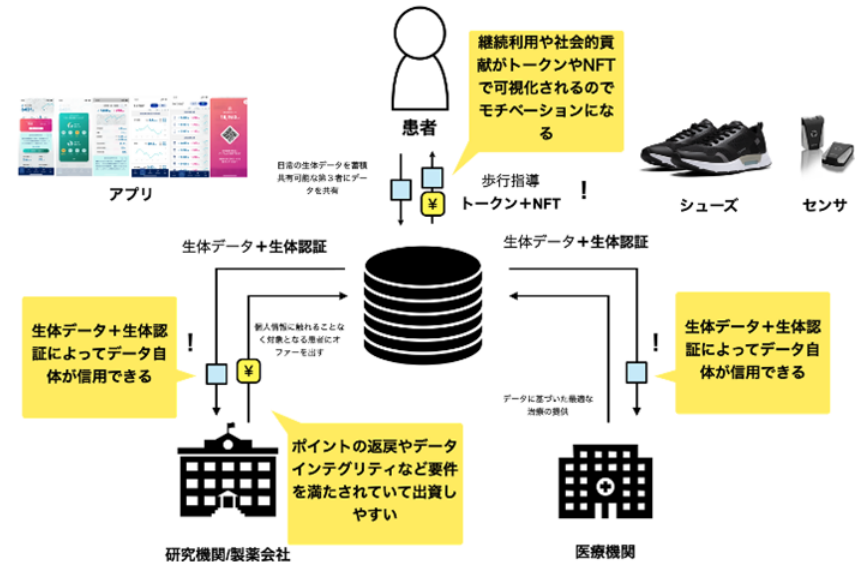 継続利用や社会的貢
献がトークンやNFT
で可視化されるので
モチベーションにな
る
患者
アプリ
日常の生体データを蓄積
共有可能な第３者にデー
タを共有
¥
歩行指導
トークン＋NFT
!
シューズ
センサ
生体データ＋生体認証
生体データ＋生体認証
生体データ＋生体認
証によってデータ自
体が信用できる
!
個人情報に触れることな
く対象となる患者にオ
ファーを出す
¥
!
生体データ＋生体認
証によってデータ自
体が信用できる
データに基づいた最適な
治療の提供
ポイントの返戻やデータ
インテグリティなど要件
を満たされていて出資し
やすい
研究機関/製薬会社
医療機関